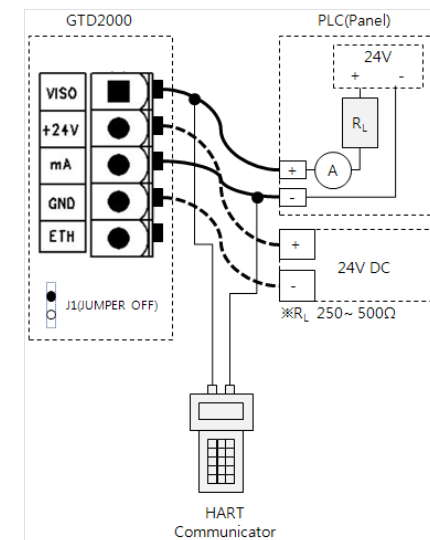 GTD2000
PLC(Panel)
24V
+ -
VISO
+24V
mA
GND
ETH
RL
+ A
-
+
24V DC
-
J1(JUMPER OFF)
※RL 250~ 500Ω
HART
Communicator